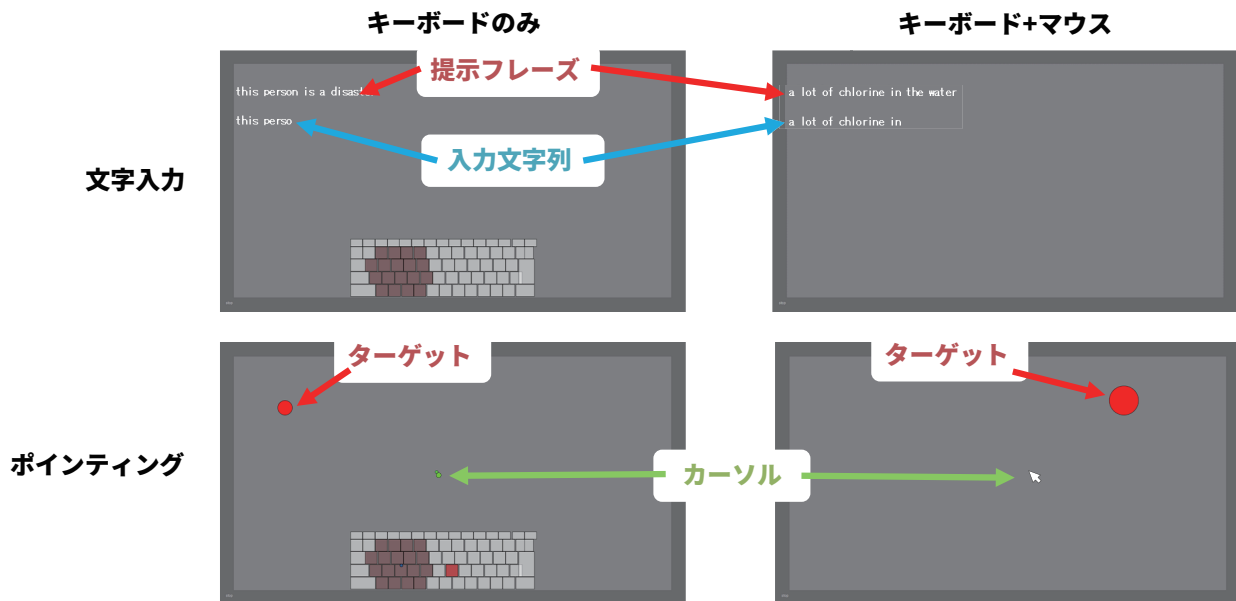 キーボードのみ
キーボード+マウス
提示フレーズ
this person is a
a lot of chlorine in the water
this perso
a lot of chlorine in
入力文字列
文字入力
ターゲット
ターゲット
ポインティング
カーソル